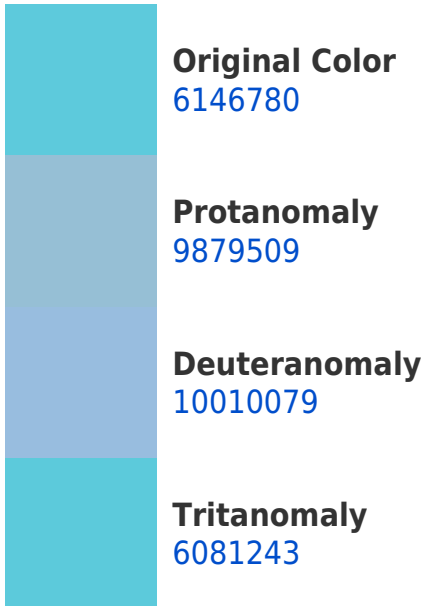 Original Color
6146780
Protanomaly
9879509
Deuteranomaly
10010079
Tritanomaly
6081243